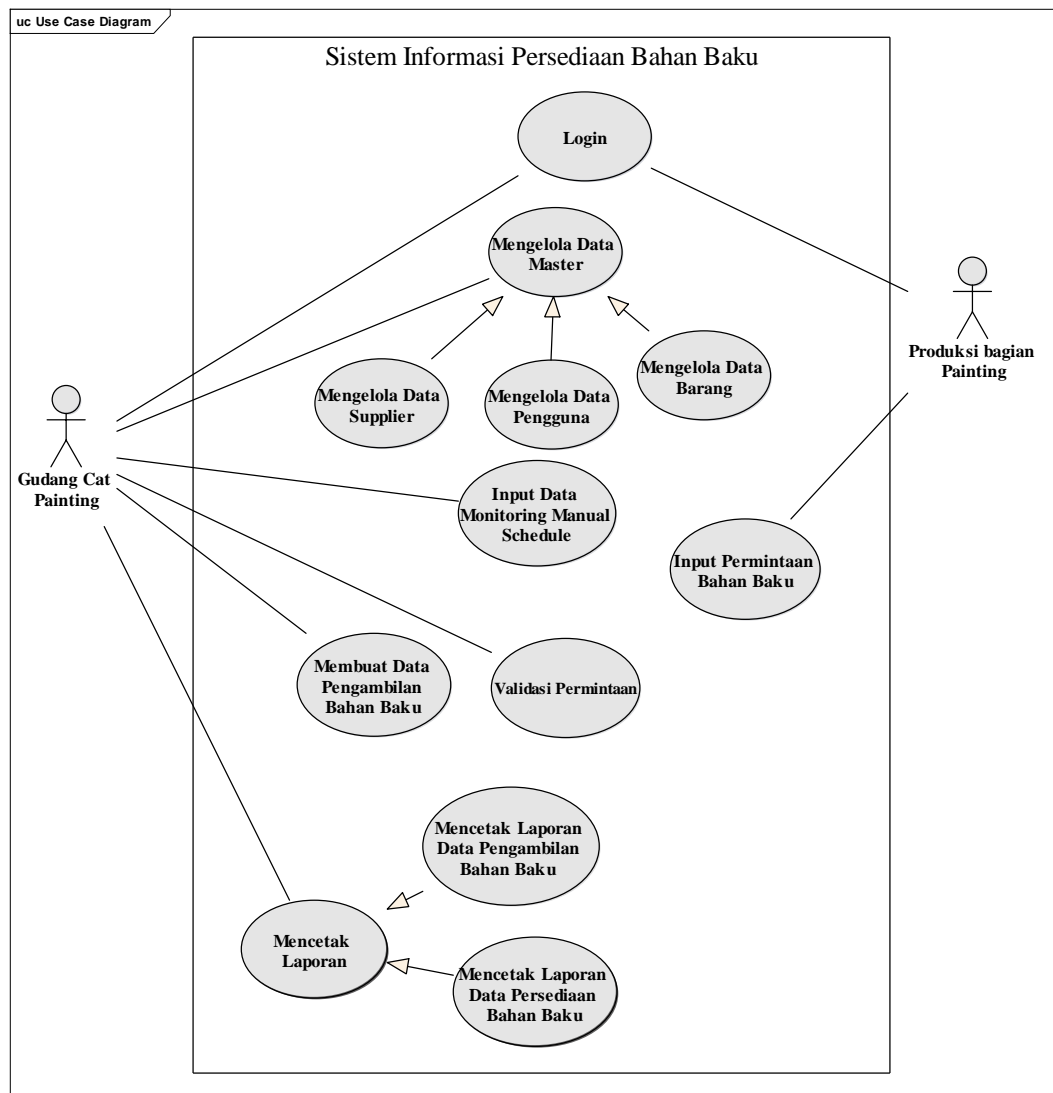 uc Use Case Diagram
Sistem Informasi Persediaan Bahan Baku
Login
Mengelola Data
Master
Mengelola Data
Supplier
Mengelola Data
Pengguna
Mengelola Data
Barang
Produksi bagian
Painting
Gudang Cat
Painting
Input Data
Monitoring Manual
Schedule
Input Permintaan
Bahan Baku
Membuat Data
Pengambilan
Bahan Baku
Validasi Permintaan
Mencetak Laporan
Data Pengambilan
Bahan Baku
Mencetak
Laporan
Mencetak Laporan
Data Persediaan
Bahan Baku